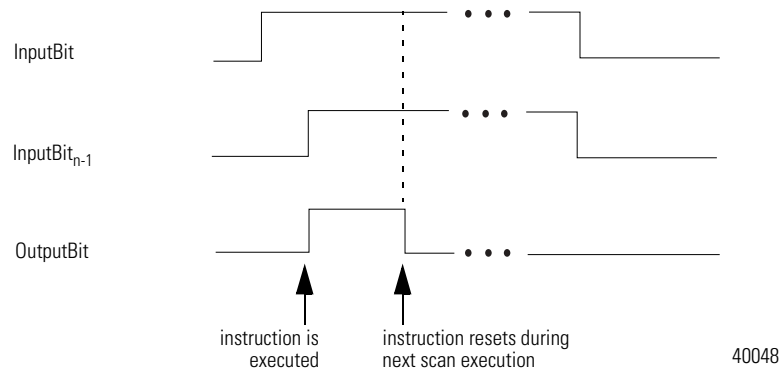 InputBit
InputBitn-1
OutputBit
instruction is
executed
instruction resets during
next scan execution
40048